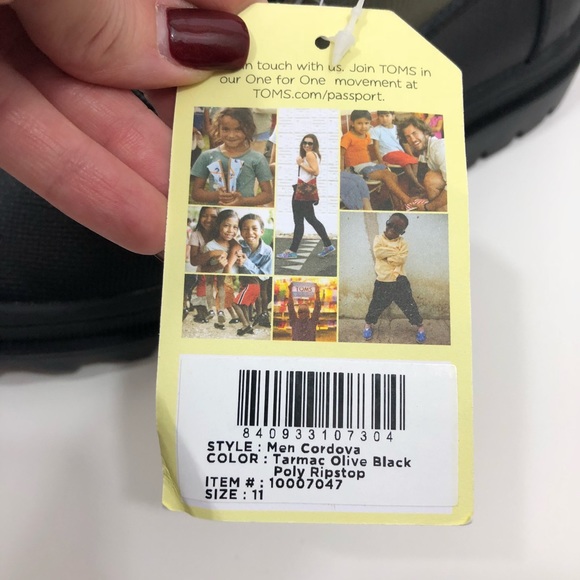 in touch with us. Join TOMS in
our One for One movement at
TOMS.com/passport.
TOMS
840933107304
STYLE : Men Cordova
COLOR : Tarmac Olive Black
Poly Ripstop
ITEM # : 10007047
SIZE : 11